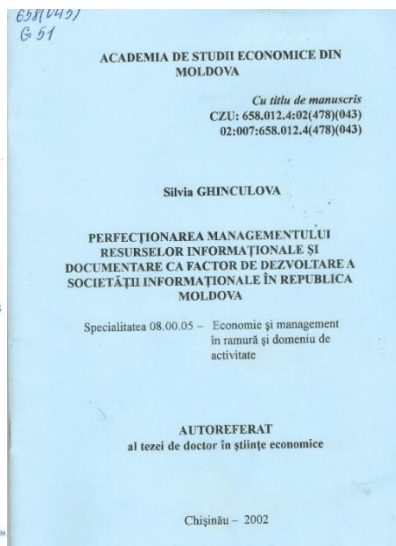 658(043)
G 51
ACADEMIA DE STUDII ECONOMICE DIN
MOLDOVA
Cu titlu de manuscris
CZU: 658.012.4:02(478)(043)
02:007:658.012.4(478)(043)
Silvia GHINCULOVA
PERFECŢIONAREA MANAGEMENTULUI
RESURSELOR INFORMAŢIONALE ŞI
DOCUMENTARE CA FACTOR DE DEZVOLTARE A
SOCIETĂŢII INFORMAŢIONALE ÎN REPUBLICA
MOLDOVA
Specialitatea 08.00.05 – Economie şi management
în ramură şi domeniu de
activitate
AUTOREFERAT
al tezei de doctor în ştiinţe economice
Chişinău – 2002